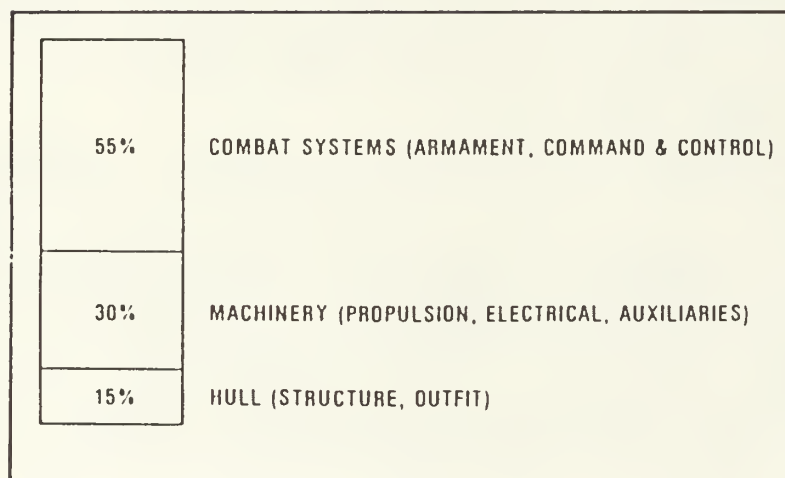 55% COMBAT SYSTEMS (ARMAMENT, COMMAND & CONTROL)
30% MACHINERY (PROPULSION, ELECTRICAL, AUXILIARIES)
15% HULL (STRUCTURE, OUTFIT)